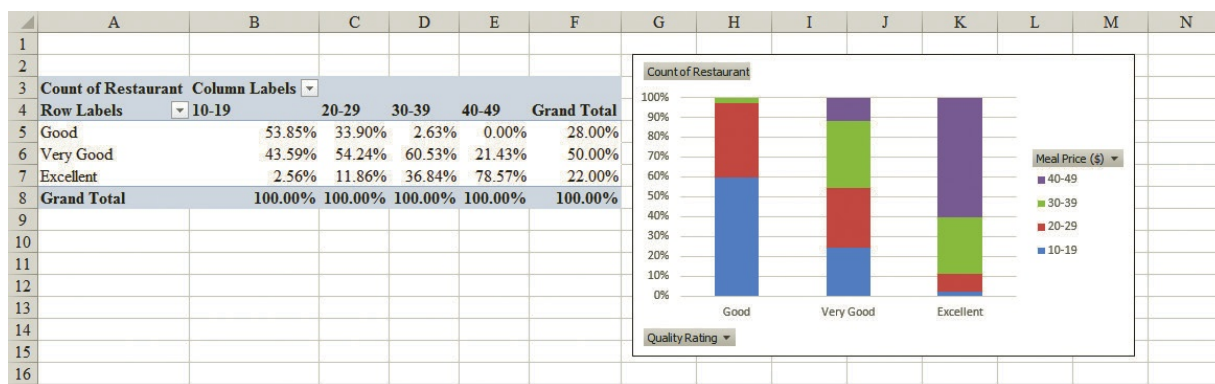 A B C D E F G H I J K L M N
1
2
3 Count of Restaurant Column Labels
4 Row Labels 10-19 20-29 30-39 40-49 Grand Total
5 Good 53.85% 33.90% 2.63% 0.00% 28.00%
6 Very Good 43.59% 54.24% 60.53% 21.43% 50.00%
7 Excellent 2.56% 11.86% 36.84% 78.57% 22.00%
8 Grand Total 100.00% 100.00% 100.00% 100.00% 100.00%
9
10
11
12
13
14
15
16
Count of Restaurant
100%
90%
80%
70%
60%
50%
40%
30%
20%
10%
0%
Good Very Good Excellent
Quality Rating
Meal Price ($)
40-49
30-39
20-29
10-19